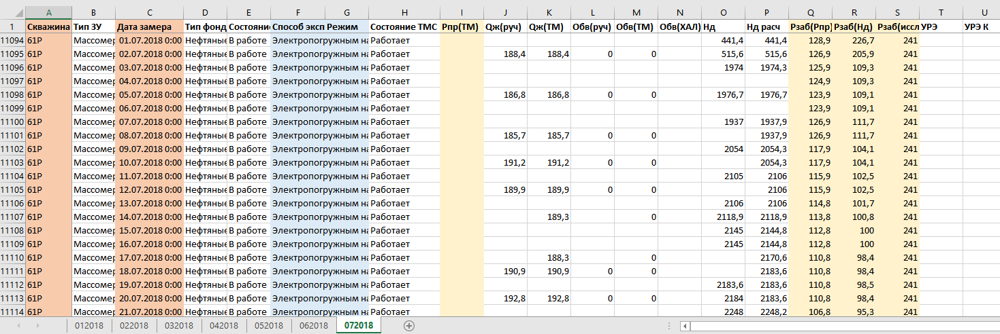 A B C D E F G H I J K L M N O P Q R S T U
1 Скважина Тип ЗУ Дата замера Тип фонд Состояни Способ эксп Режим Состояние ТМС Рпр(ТМ) Qж(руч) Qж(ТМ) Обв(руч) Обв(ТМ) Обв(ХАЛ) Нд Нд расч Рзаб(Рпр) Рзаб(Нд) Рзаб(иссл УРЭ УРЭ К
11094 61Р Массомер 01.07.2018 0:00 Нефтяные В работе Электропогружным на Работает 441,4 441,4 128,9 226,7 241
11095 61Р Массомер 02.07.2018 0:00 Нефтяные В работе Электропогружным на Работает 188,4 188,4 0 0 515,6 515,6 126,9 205,9 241
11096 61Р Массомер 03.07.2018 0:00 Нефтяные В работе Электропогружным на Работает 1974 1974,3 125,9 109,3 241
11097 61Р Массомер 04.07.2018 0:00 Нефтяные В работе Электропогружным на Работает 124,9 109,3 241
11098 61Р Массомер 05.07.2018 0:00 Нефтяные В работе Электропогружным на Работает 186,8 186,8 0 0 1976,7 1976,7 123,9 109,1 241
11099 61Р Массомер 06.07.2018 0:00 Нефтяные В работе Электропогружным на Работает 123,9 109,1 241
11100 61Р Массомер 07.07.2018 0:00 Нефтяные В работе Электропогружным на Работает 1937 1937,9 126,9 111,7 241
11101 61Р Массомер 08.07.2018 0:00 Нефтяные В работе Электропогружным на Работает 185,7 185,7 0 0 1937,9 126,9 111,7 241
11102 61Р Массомер 09.07.2018 0:00 Нефтяные В работе Электропогружным на Работает 2054 2054,3 117,9 104,1 241
11103 61Р Массомер 10.07.2018 0:00 Нефтяные В работе Электропогружным на Работает 191,2 191,2 0 0 2054,3 117,9 104,1 241
11104 61Р Массомер 11.07.2018 0:00 Нефтяные В работе Электропогружным на Работает 2105 2106 115,9 102,5 241
11105 61Р Массомер 12.07.2018 0:00 Нефтяные В работе Электропогружным на Работает 189,9 189,9 0 0 2106 115,9 102,5 241
11106 61Р Массомер 13.07.2018 0:00 Нефтяные В работе Электропогружным на Работает 2106 2106 114,8 101,7 241
11107 61Р Массомер 14.07.2018 0:00 Нефтяные В работе Электропогружным на Работает 189,3 0 2118,9 2118,9 113,8 100,8 241
11108 61Р Массомер 15.07.2018 0:00 Нефтяные В работе Электропогружным на Работает 2145 2144,8 112,8 100 241
11109 61Р Массомер 16.07.2018 0:00 Нефтяные В работе Электропогружным на Работает 2145 2144,8 112,8 100 241
11110 61Р Массомер 17.07.2018 0:00 Нефтяные В работе Электропогружным на Работает 188,3 0 2170,6 110,8 98,4 241
11111 61Р Массомер 18.07.2018 0:00 Нефтяные В работе Электропогружным на Работает 190,9 190,9 0 0 2183,6 110,8 98,4 241
11112 61Р Массомер 19.07.2018 0:00 Нефтяные В работе Электропогружным на Работает 2183,6 2183,6 110,8 98,5 241
11113 61Р Массомер 20.07.2018 0:00 Нефтяные В работе Электропогружным на Работает 192,8 192,8 0 0 2184 2183,6 110,8 98,4 241
11114 61Р Массомер 21.07.2018 0:00 Нефтяные В работе Электропогружным на Работает 2248 2248,2 106,8 95,3 241
012018 022018 032018 042018 052018 062018 072018